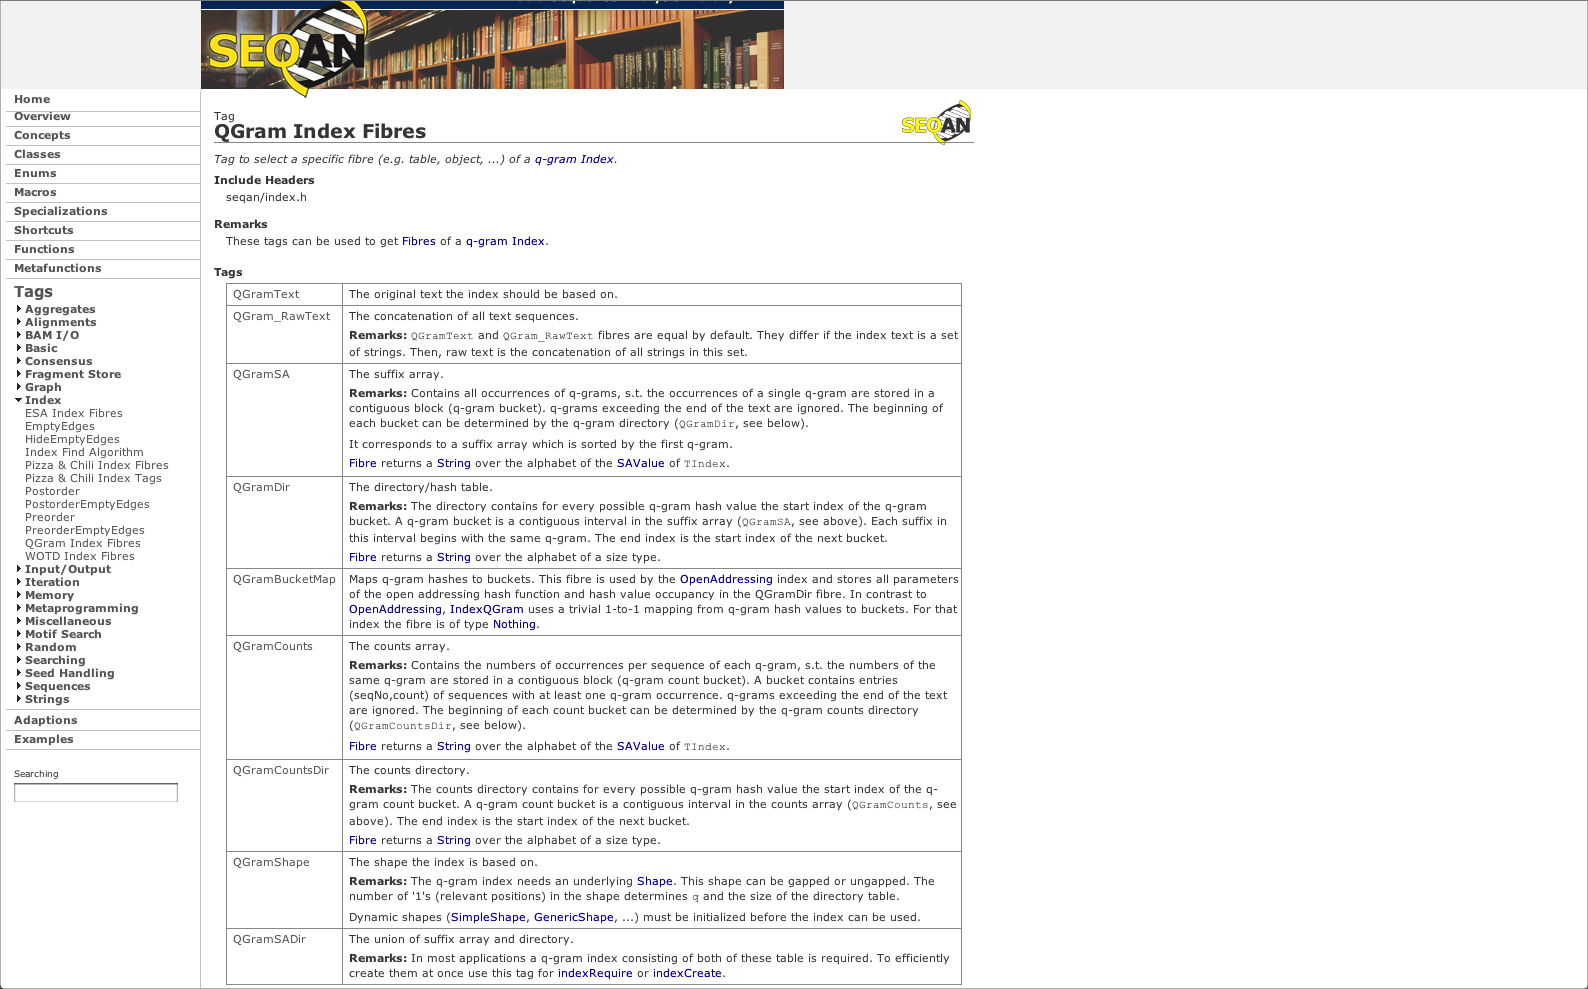 SEQAN
Home
Overview
Concepts
Classes
Enums
Macros
Specializations
Shortcuts
Functions
Metafunctions
Tags
Aggregates
Alignments
BAM I/O
Basic
Consensus
Fragment Store
Graph
Index
ESA Index Fibres
EmptyEdges
HideEmptyEdges
Index Find Algorithm
Pizza & Chili Index Fibres
Pizza & Chili Index Tags
Postorder
PostorderEmptyEdges
Preorder
PreorderEmptyEdges
QGram Index Fibres
WOTD Index Fibres
Input/Output
Iteration
Memory
Metaprogramming
Miscellaneous
Motif Search
Random
Searching
Seed Handling
Sequences
Strings
Adaptions
Examples
Searching
Tag
QGram Index Fibres
SEQAN
Tag to select a specific fibre (e.g. table, object, ...) of a q-gram Index.
Include Headers
seqan/index.h
Remarks
These tags can be used to get Fibres of a q-gram Index.
Tags
QGramText The original text the index should be based on.
QGram_RawText The concatenation of all text sequences.
Remarks: QGramText and QGram_RawText fibres are equal by default. They differ if the index text is a set
of strings. Then, raw text is the concatenation of all strings in this set.
QGramSA The suffix array.
Remarks: Contains all occurrences of q-grams, s.t. the occurrences of a single q-gram are stored in a
contiguous block (q-gram bucket). q-grams exceeding the end of the text are ignored. The beginning of
each bucket can be determined by the q-gram directory (QGramDir, see below).
It corresponds to a suffix array which is sorted by the first q-gram.
Fibre returns a String over the alphabet of the SAValue of TIndex.
QGramDir The directory/hash table.
Remarks: The directory contains for every possible q-gram hash value the start index of the q-gram
bucket. A q-gram bucket is a contiguous interval in the suffix array (QGramSA, see above). Each suffix in
this interval begins with the same q-gram. The end index is the start index of the next bucket.
Fibre returns a String over the alphabet of a size type.
QGramBucketMap Maps q-gram hashes to buckets. This fibre is used by the OpenAddressing index and stores all parameters
of the open addressing hash function and hash value occupancy in the QGramDir fibre. In contrast to
OpenAddressing, IndexQGram uses a trivial 1-to-1 mapping from q-gram hash values to buckets. For that
index the fibre is of type Nothing.
QGramCounts The counts array.
Remarks: Contains the numbers of occurrences per sequence of each q-gram, s.t. the numbers of the
same q-gram are stored in a contiguous block (q-gram count bucket). A bucket contains entries
(seqNo,count) of sequences with at least one q-gram occurrence. q-grams exceeding the end of the text
are ignored. The beginning of each count bucket can be determined by the q-gram counts directory
(QGramCountsDir, see below).
Fibre returns a String over the alphabet of the SAValue of TIndex.
QGramCountsDir The counts directory.
Remarks: The counts directory contains for every possible q-gram hash value the start index of the q-
gram count bucket. A q-gram count bucket is a contiguous interval in the counts array (QGramCounts, see
above). The end index is the start index of the next bucket.
Fibre returns a String over the alphabet of a size type.
QGramShape The shape the index is based on.
Remarks: The q-gram index needs an underlying Shape. This shape can be gapped or ungapped. The
number of '1's (relevant positions) in the shape determines q and the size of the directory table.
Dynamic shapes (SimpleShape, GenericShape, ...) must be initialized before the index can be used.
QGramSADir The union of suffix array and directory.
Remarks: In most applications a q-gram index consisting of both of these table is required. To efficiently
create them at once use this tag for indexRequire or indexCreate.